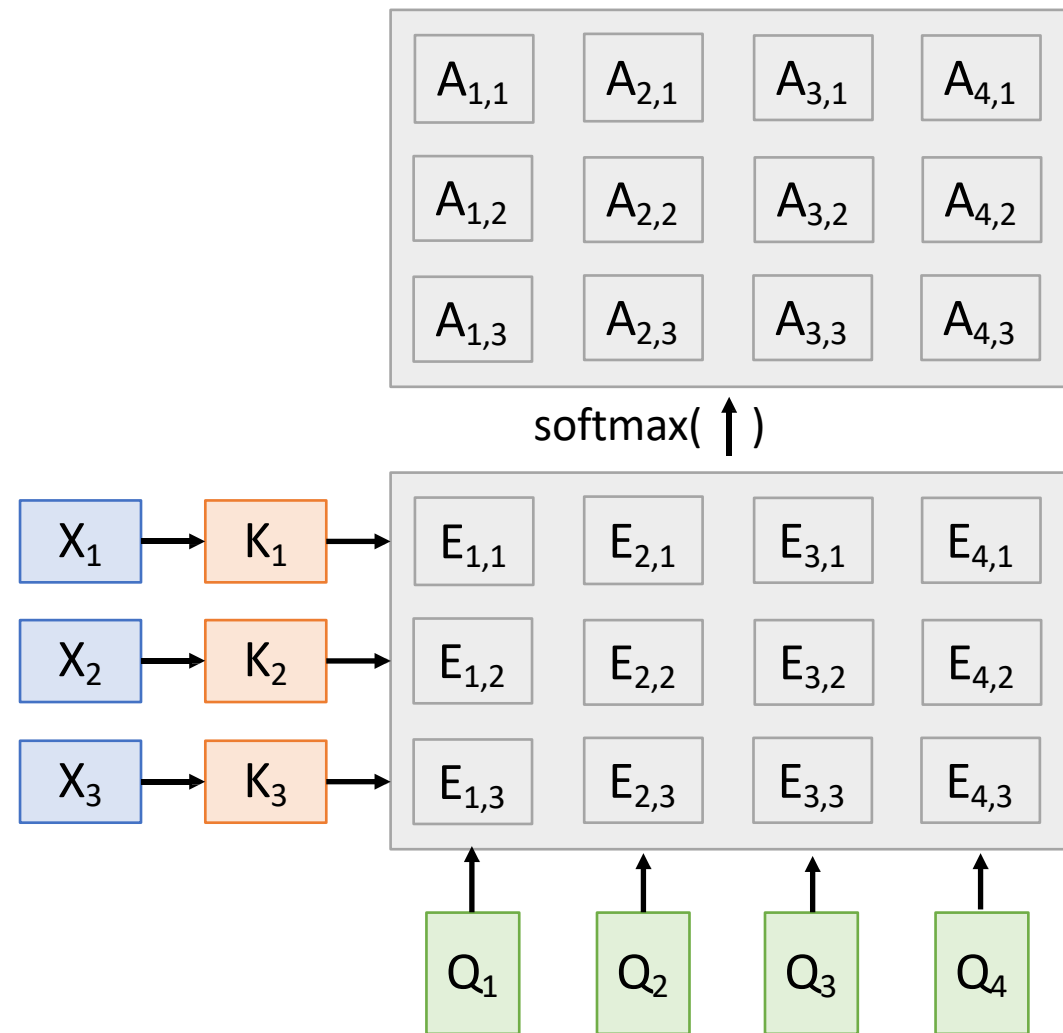 A1,1 A2,1 A3,1 A4,1
A1,2 A2,2 A3,2 A4,2
A1,3 A2,3 A3,3 A4,3
softmax( )
X1 K1 E1,1 E2,1 E3,1 E4,1
X2 K2 E1,2 E2,2 E3,2 E4,2
X3 K3 E1,3 E2,3 E3,3 E4,3
Q1 Q2 Q3 Q4